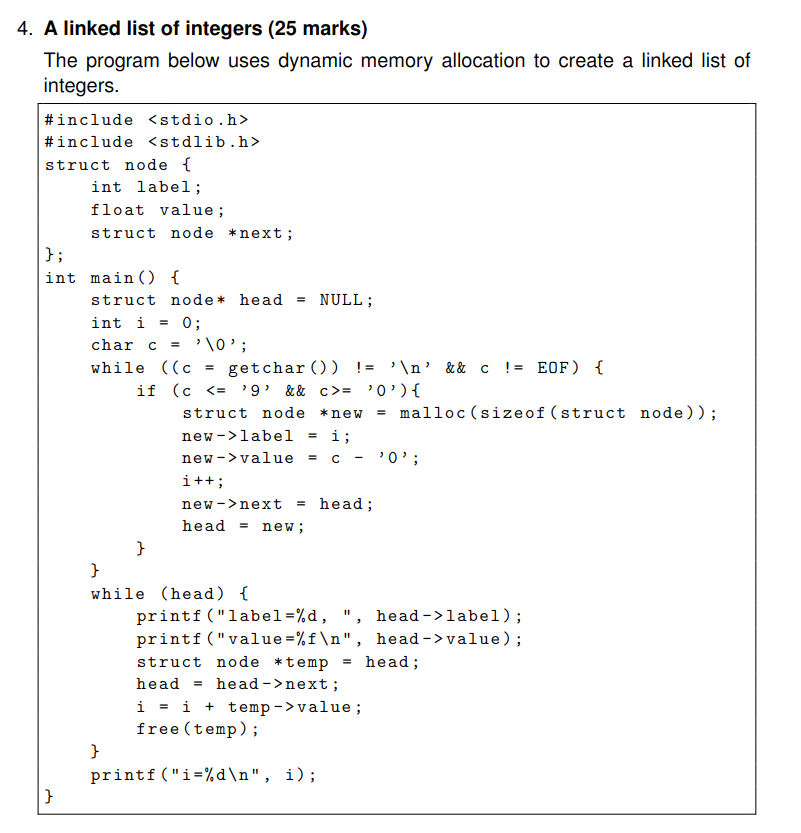 4. A linked list of integers (25 marks)
The program below uses dynamic memory allocation to create a linked list of
integers.
#include <stdio.h>
#include <stdlib.h>
struct node {
    int label;
    float value;
    struct node *next;
};
int main() {
    struct node* head = NULL;
    int i = 0;
    char c = ’\0’;
    while ((c = getchar()) != ’\n’ && c != EOF) {
        if (c <= ’9’ && c>= ’0’){
            struct node *new = malloc(sizeof(struct node));
            new->label = i;
            new->value = c - ’0’;
            i++;
            new->next = head;
            head = new;
        }
    }
    while (head) {
        printf("label=%d, ", head->label);
        printf("value=%f\n", head->value);
        struct node *temp = head;
        head = head->next;
        i = i + temp->value;
        free(temp);
    }
    printf("i=%d\n", i);
}